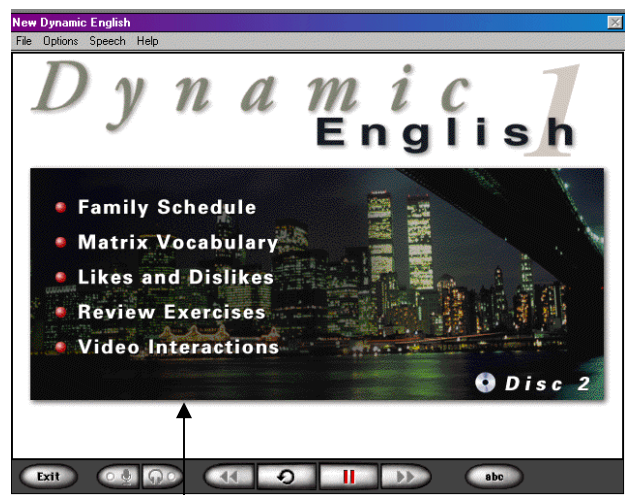 New Dynamic English
File Options Speech Help
Dynamic 1
English
Family Schedule
Matrix Vocabulary
Likes and Dislikes
Review Exercises
Video Interactions
Disc 2
Exit
abc